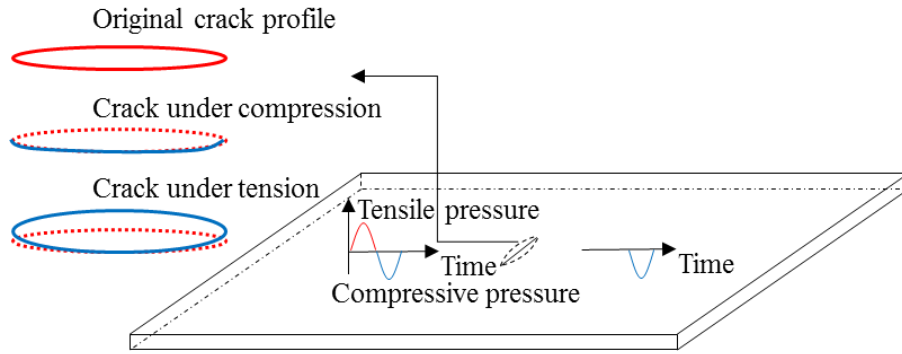 Original crack profile
Crack under compression
Crack under tension
Tensile pressure
Time
Compressive pressure
Time